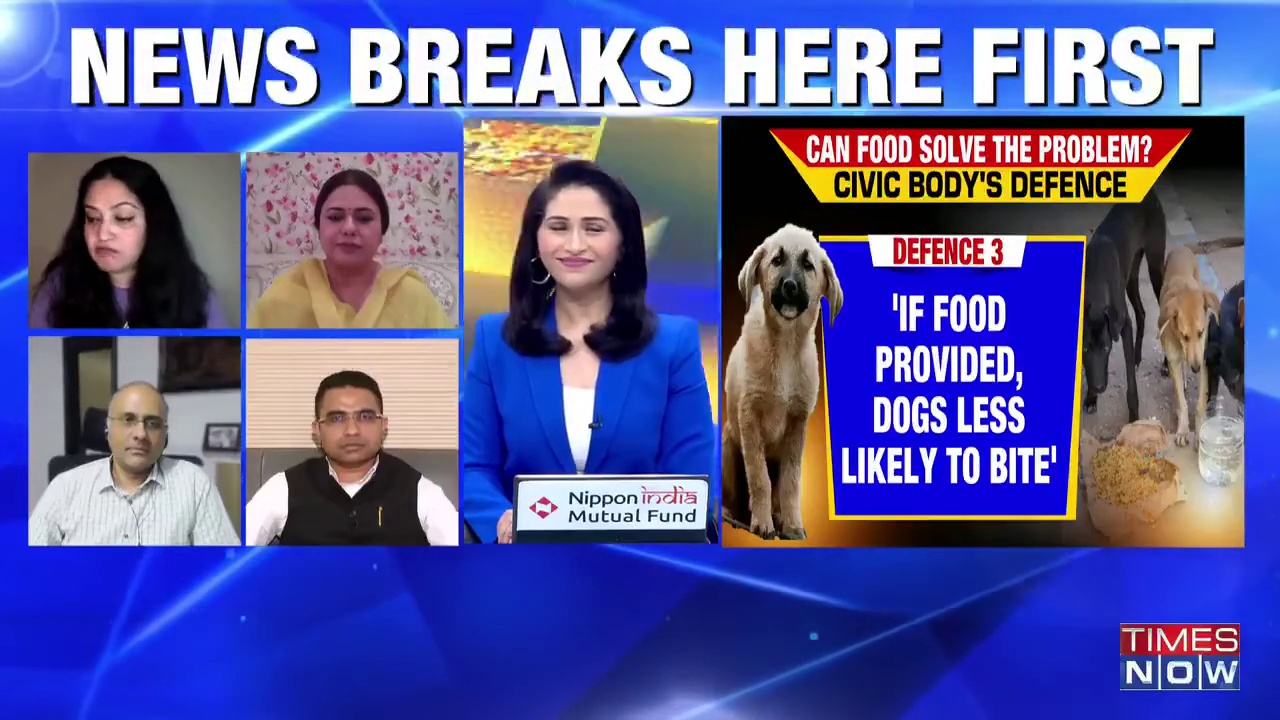 NEWS BREAKS HERE FIRST
CAN FOOD SOLVE THE PROBLEM?
CIVIC BODY'S DEFENCE
DEFENCE 3
'IF FOOD
PROVIDED,
DOGS LESS
LIKELY TO BITE'
Nippon india
Mutual Fund
TIMES
NOW